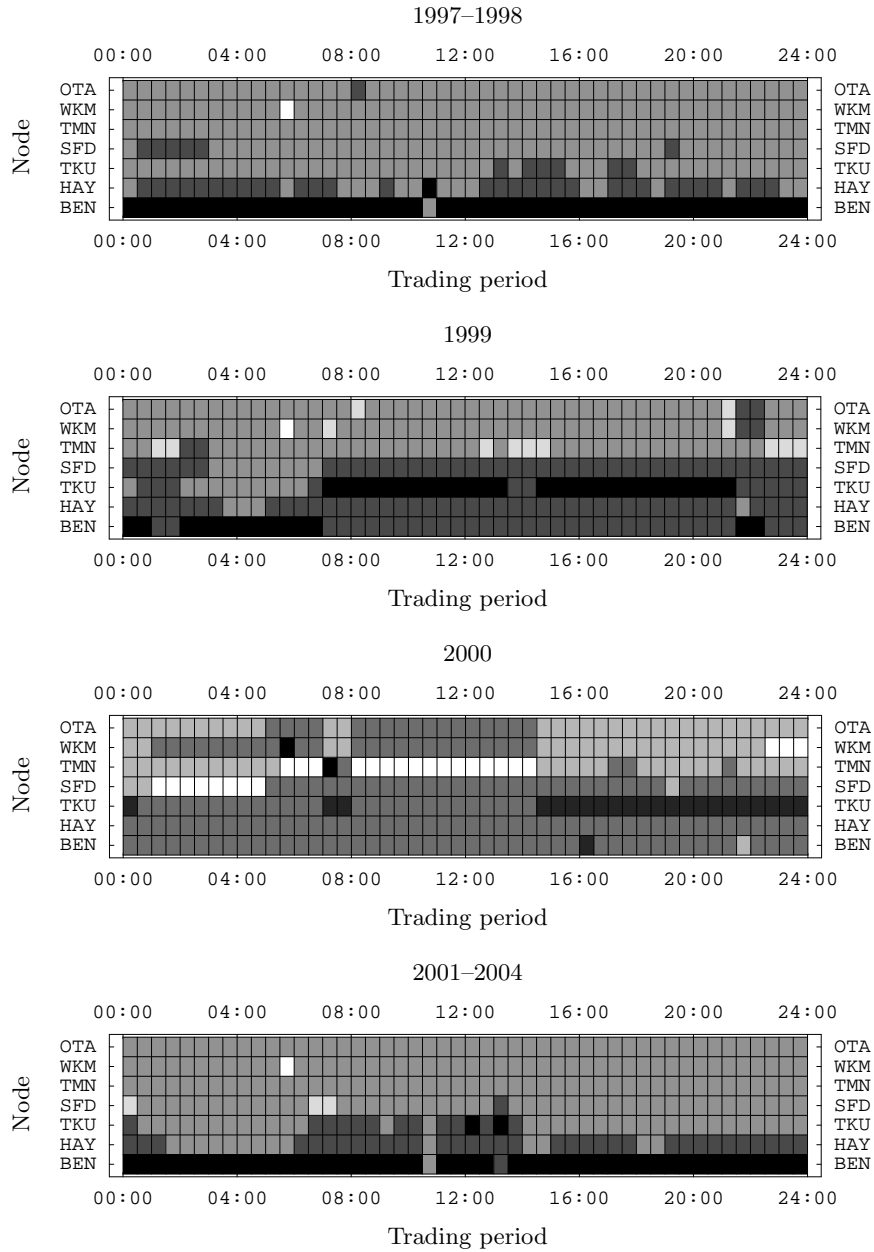 1997–1998
00:00 04:00 08:00 12:00 16:00 20:00 24:00
OTA OTA
WKM WKM
TMN TMN
Node
SFD SFD
TKU TKU
HAY HAY
BEN BEN
00:00 04:00 08:00 12:00 16:00 20:00 24:00
Trading period
1999
00:00 04:00 08:00 12:00 16:00 20:00 24:00
OTA OTA
WKM WKM
TMN TMN
Node
SFD SFD
TKU TKU
HAY HAY
BEN BEN
00:00 04:00 08:00 12:00 16:00 20:00 24:00
Trading period
2000
00:00 04:00 08:00 12:00 16:00 20:00 24:00
OTA OTA
WKM WKM
TMN TMN
Node
SFD SFD
TKU TKU
HAY HAY
BEN BEN
00:00 04:00 08:00 12:00 16:00 20:00 24:00
Trading period
2001–2004
00:00 04:00 08:00 12:00 16:00 20:00 24:00
OTA OTA
WKM WKM
TMN TMN
Node
SFD SFD
TKU TKU
HAY HAY
BEN BEN
00:00 04:00 08:00 12:00 16:00 20:00 24:00
Trading period